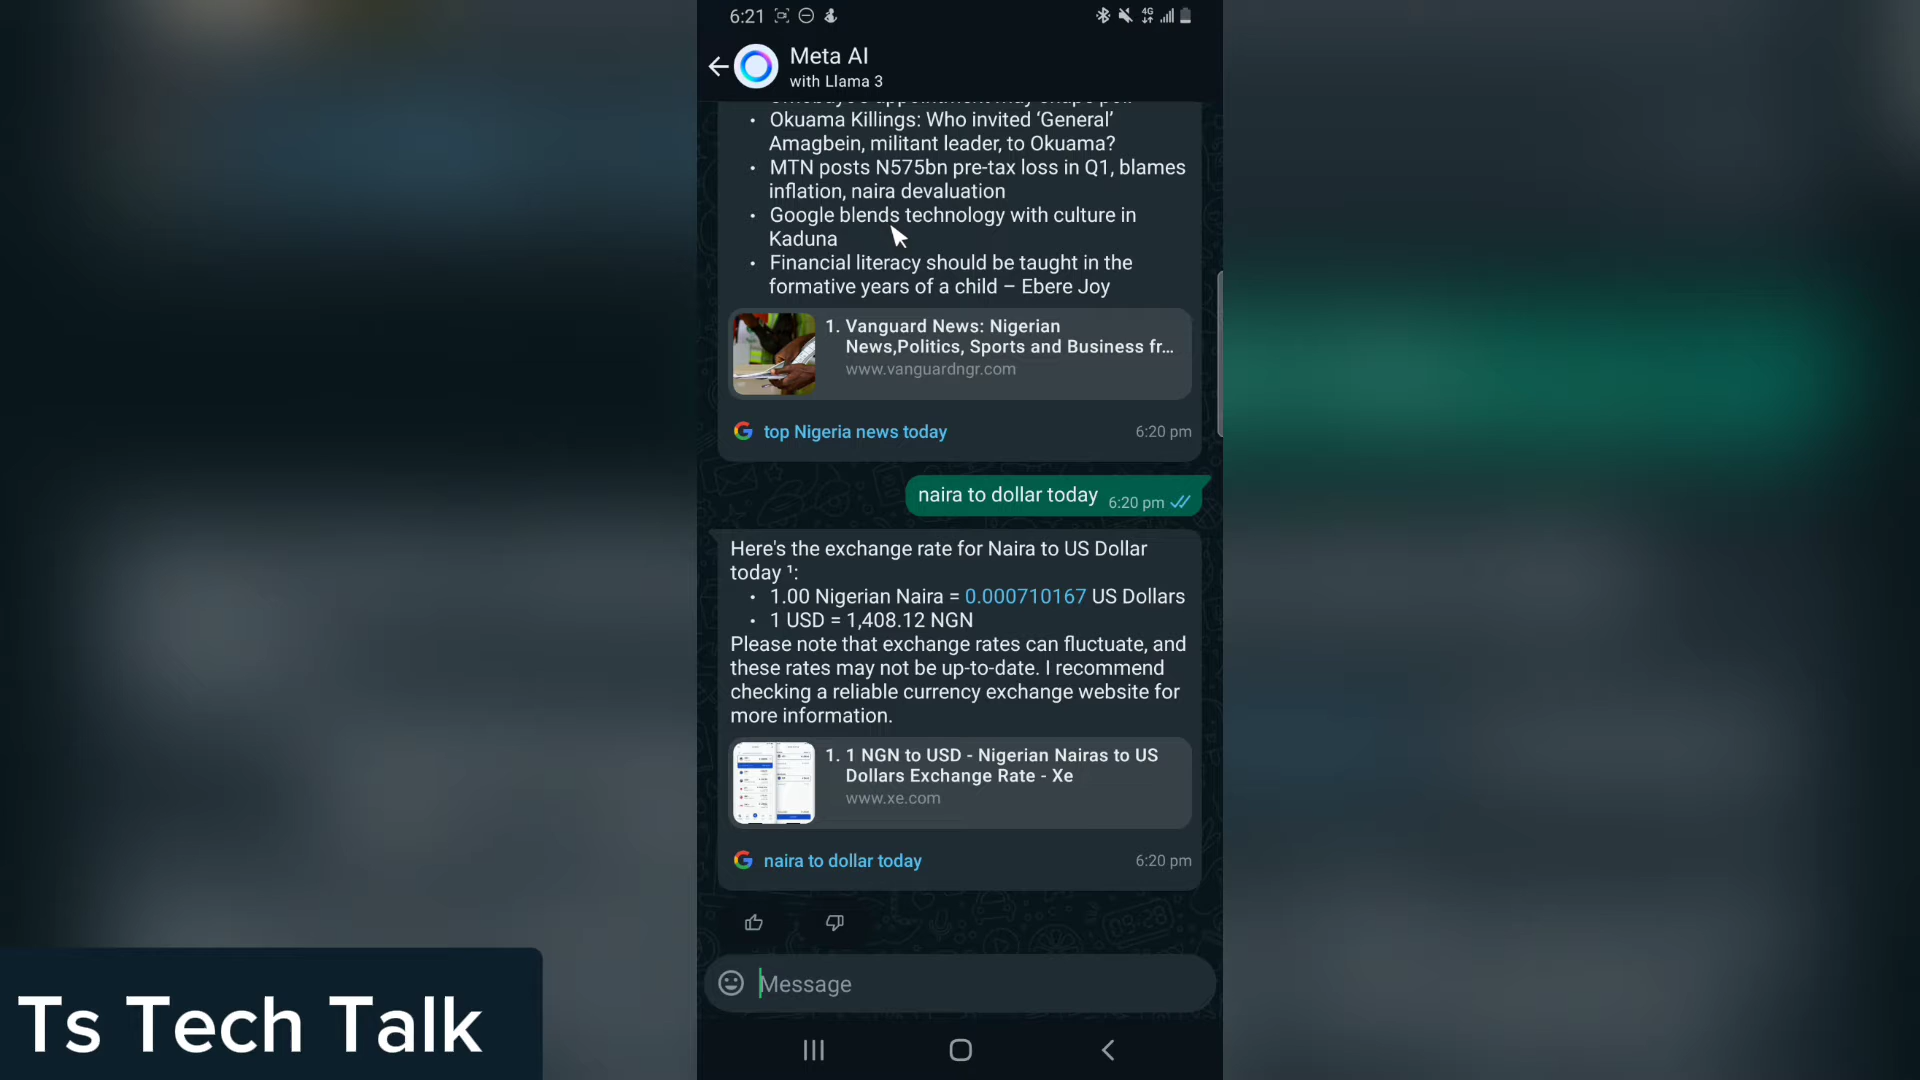 6:21
4G
Meta AI
with Llama 3
Okuama Killings: Who invited ‘General’
Amagbein, militant leader, to Okuama?
MTN posts N575bn pre-tax loss in Q1, blames
inflation, naira devaluation
Google blends technology with culture in
Kaduna
Financial literacy should be taught in the
formative years of a child – Ebere Joy
1. Vanguard News: Nigerian
News,Politics, Sports and Business fr...
www.vanguardngr.com
top Nigeria news today 6:20 pm
naira to dollar today 6:20 pm
Here's the exchange rate for Naira to US Dollar
today ¹:
1.00 Nigerian Naira = 0.000710167 US Dollars
1 USD = 1,408.12 NGN
Please note that exchange rates can fluctuate, and
these rates may not be up-to-date. I recommend
checking a reliable currency exchange website for
more information.
1. 1 NGN to USD - Nigerian Nairas to US
Dollars Exchange Rate - Xe
www.xe.com
naira to dollar today 6:20 pm
Message
Ts Tech Talk